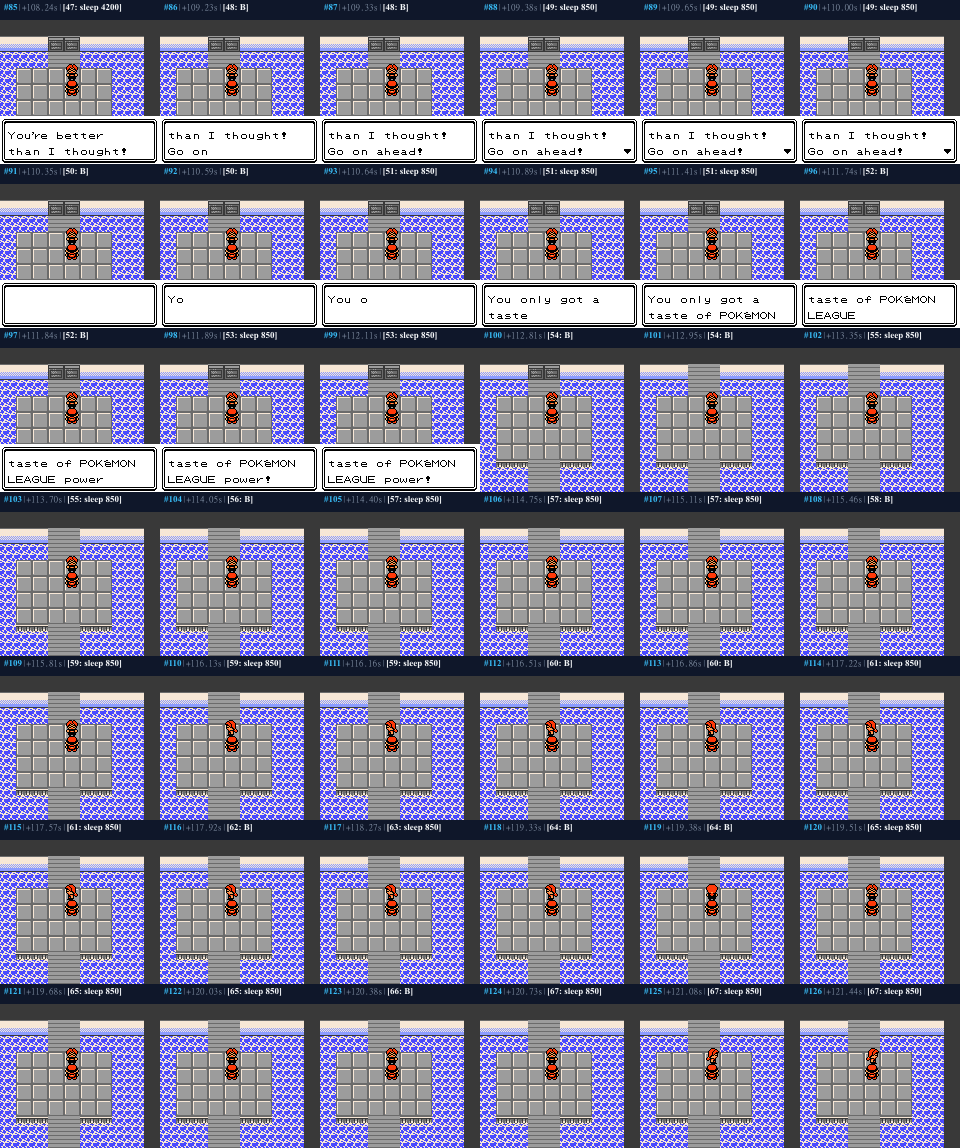 #85|+108.24s|[47: sleep 4200]
#86|+109.23s|[48: B]
#87|+109.33s|[48: B]
#88|+109.38s|[49: sleep 850]
#89|+109.65s|[49: sleep 850]
#90|+110.00s|[49: sleep 850]
You're better
than I thought!
than I thought!
Go on
than I thought!
Go on ahead!
than I thought!
Go on ahead!
than I thought!
Go on ahead!
than I thought!
Go on ahead!
#91|+110.35s|[50: B]
#92|+110.59s|[50: B]
#93|+110.64s|[51: sleep 850]
#94|+110.89s|[51: sleep 850]
#95|+111.41s|[51: sleep 850]
#96|+111.74s|[52: B]
Yo
You o
You only got a
taste
You only got a
taste of POKéMON
taste of POKéMON
LEAGUE
#97|+111.84s|[52: B]
#98|+111.89s|[53: sleep 850]
#99|+112.11s|[53: sleep 850]
#100|+112.81s|[54: B]
#101|+112.95s|[54: B]
#102|+113.35s|[55: sleep 850]
taste of POKéMON
LEAGUE power
taste of POKéMON
LEAGUE power!
taste of POKéMON
LEAGUE power!
#103|+113.70s|[55: sleep 850]
#104|+114.05s|[56: B]
#105|+114.40s|[57: sleep 850]
#106|+114.75s|[57: sleep 850]
#107|+115.11s|[57: sleep 850]
#108|+115.46s|[58: B]
#109|+115.81s|[59: sleep 850]
#110|+116.13s|[59: sleep 850]
#111|+116.16s|[59: sleep 850]
#112|+116.51s|[60: B]
#113|+116.86s|[60: B]
#114|+117.22s|[61: sleep 850]
#115|+117.57s|[61: sleep 850]
#116|+117.92s|[62: B]
#117|+118.27s|[63: sleep 850]
#118|+119.33s|[64: B]
#119|+119.38s|[64: B]
#120|+119.51s|[65: sleep 850]
#121|+119.68s|[65: sleep 850]
#122|+120.03s|[65: sleep 850]
#123|+120.38s|[66: B]
#124|+120.73s|[67: sleep 850]
#125|+121.08s|[67: sleep 850]
#126|+121.44s|[67: sleep 850]